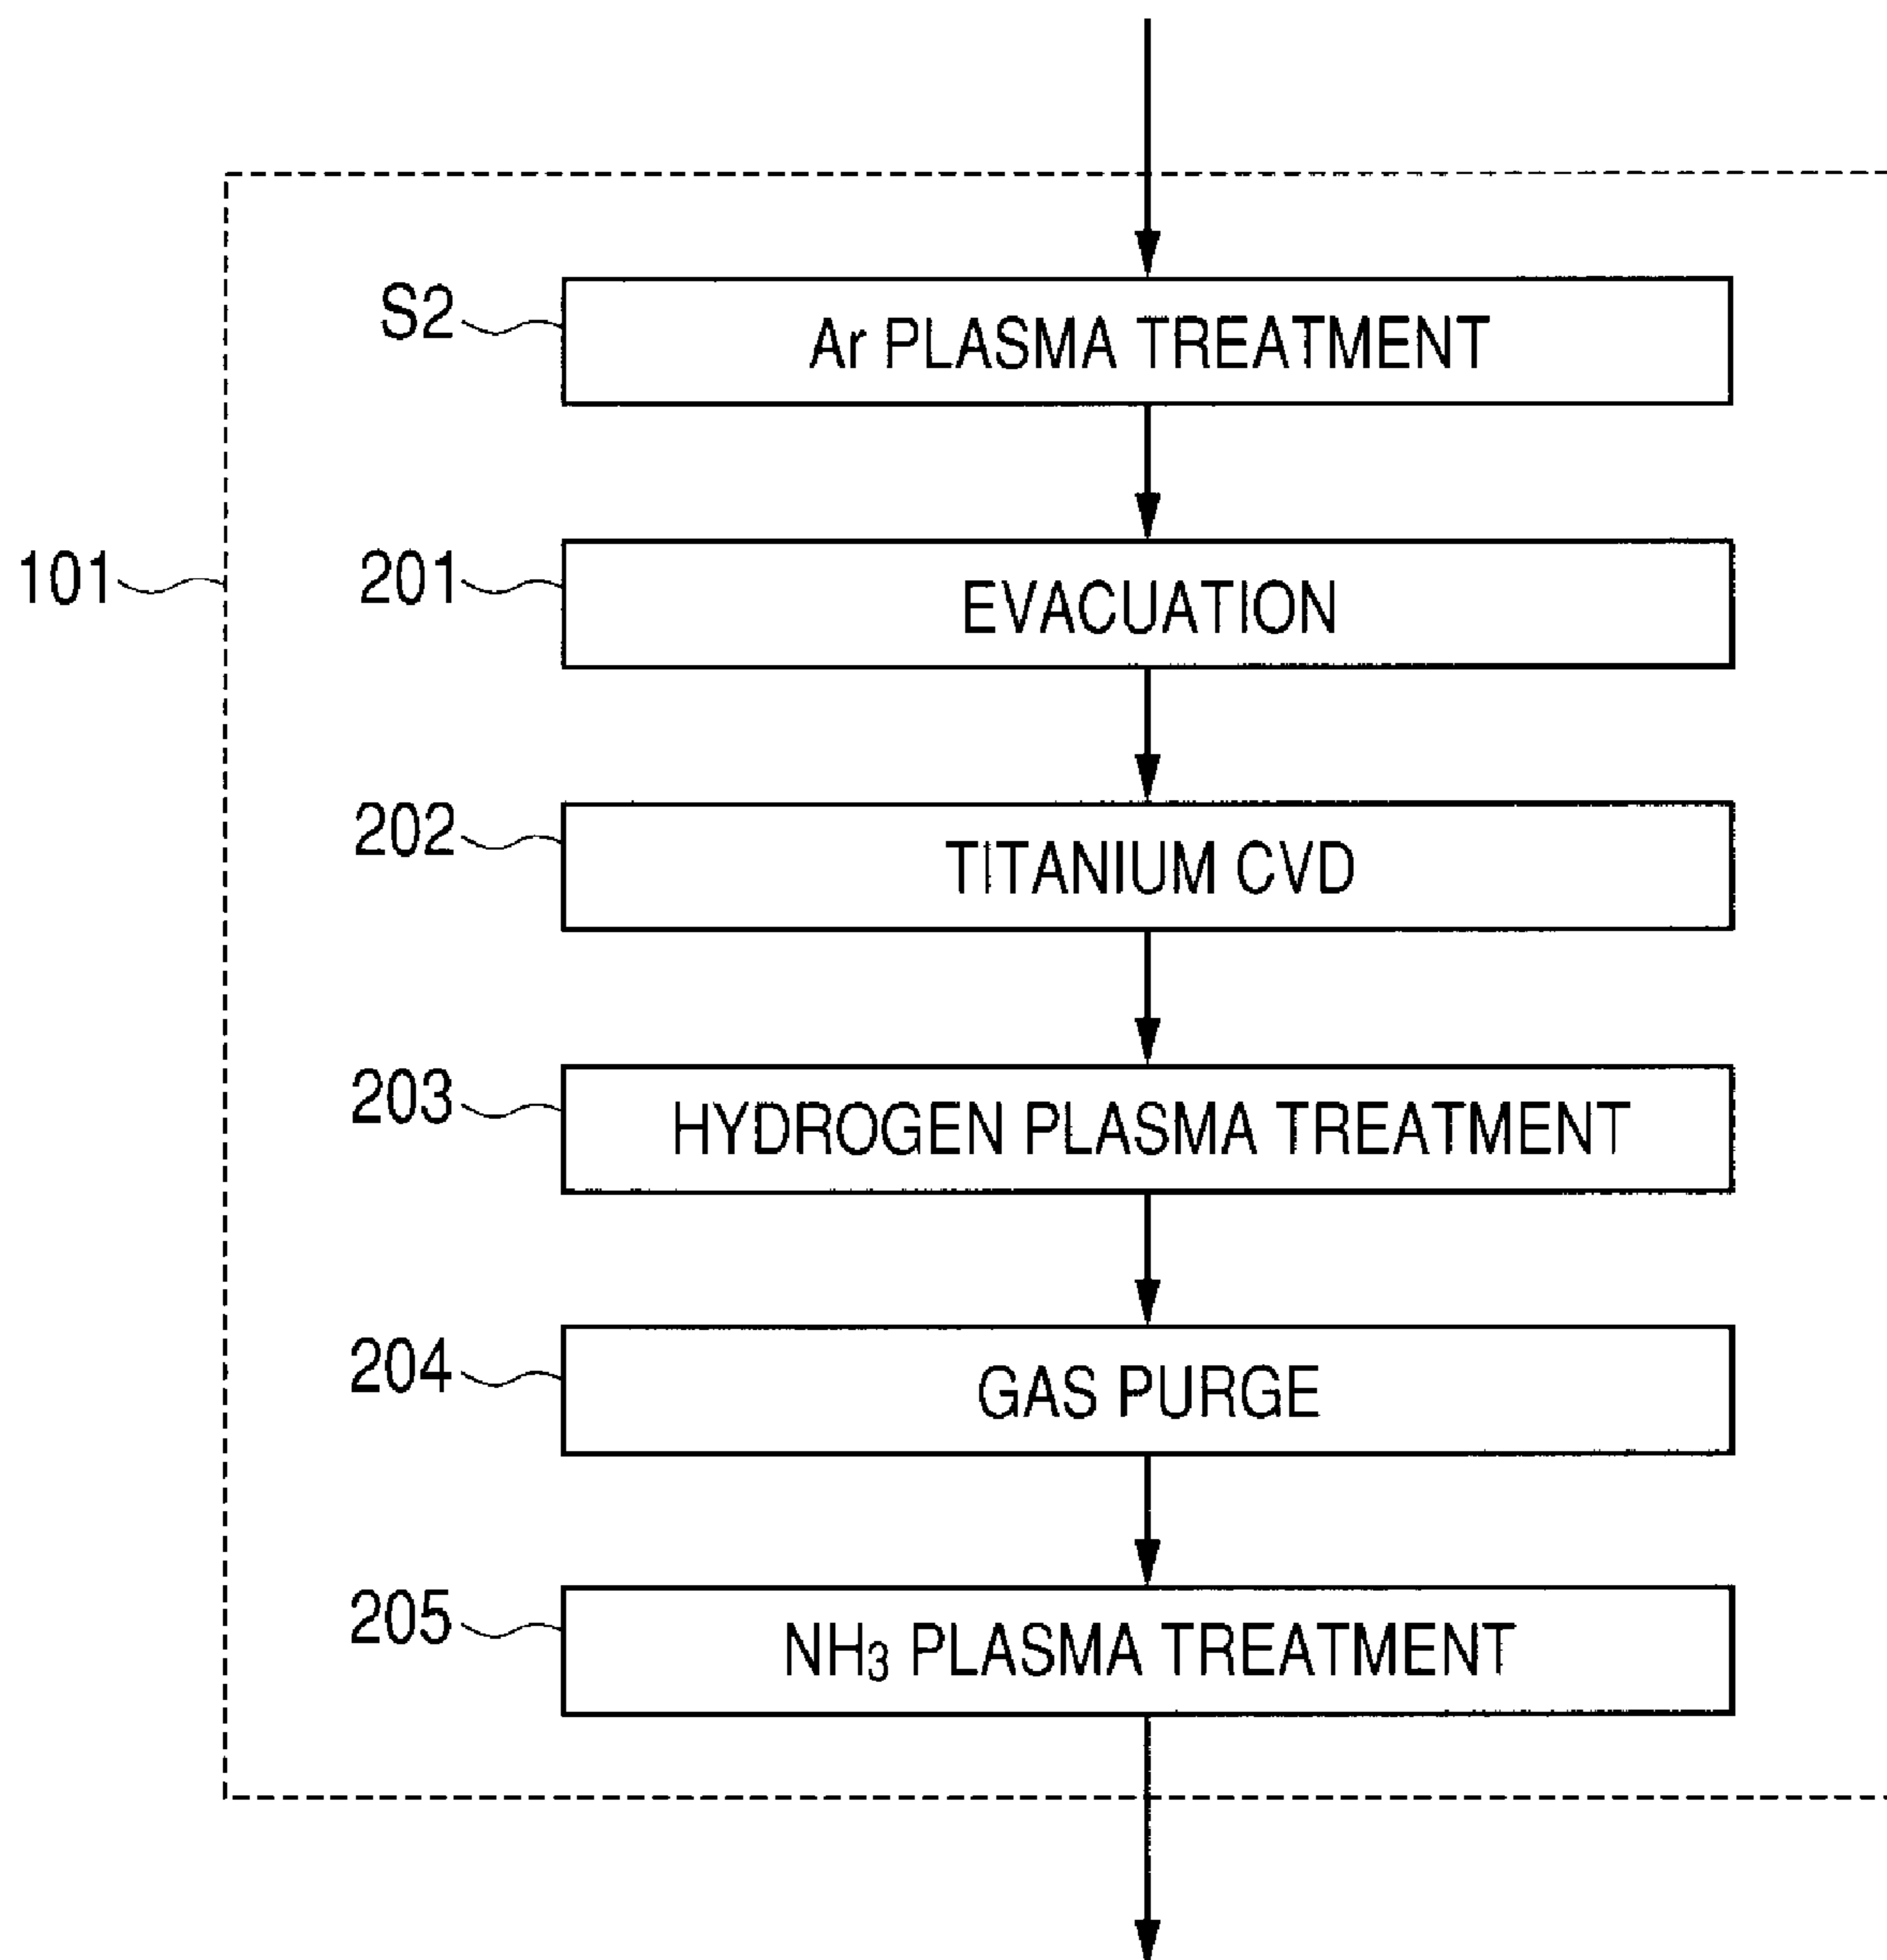 S2
Ar PLASMA TREATMENT
101
201
EVACUATION
202
TITANIUM CVD
203
HYDROGEN PLASMA TREATMENT
204
GAS PURGE
205
NH₃ PLASMA TREATMENT